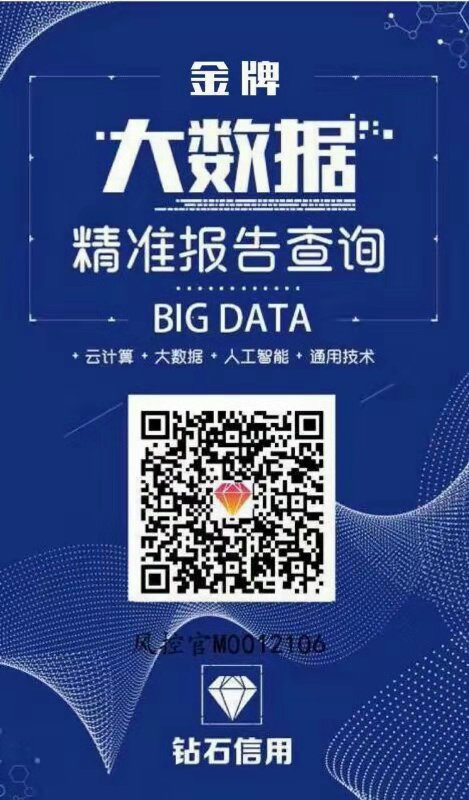 金牌
大数据
精准报告查询
BIG DATA
+ 云计算 + 大数据 + 人工智能 + 通用技术
风控官M0012106
钻石信用